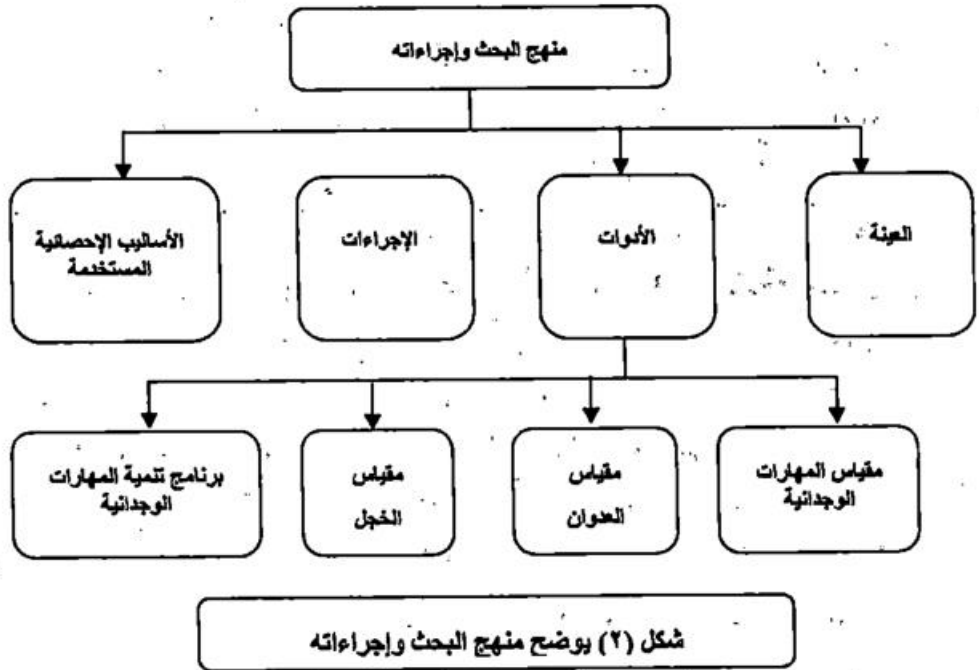 منهج البحث وإجراءاته
العينة
الأدوات
الإجراءات
الأساليب الإحصائية
المستخدمة
مقياس المهارات
الوجدانية
مقياس
العدوان
مقياس
الخجل
برنامج تنمية المهارات
الوجدانية
شكل (٢) يوضح منهج البحث وإجراءاته